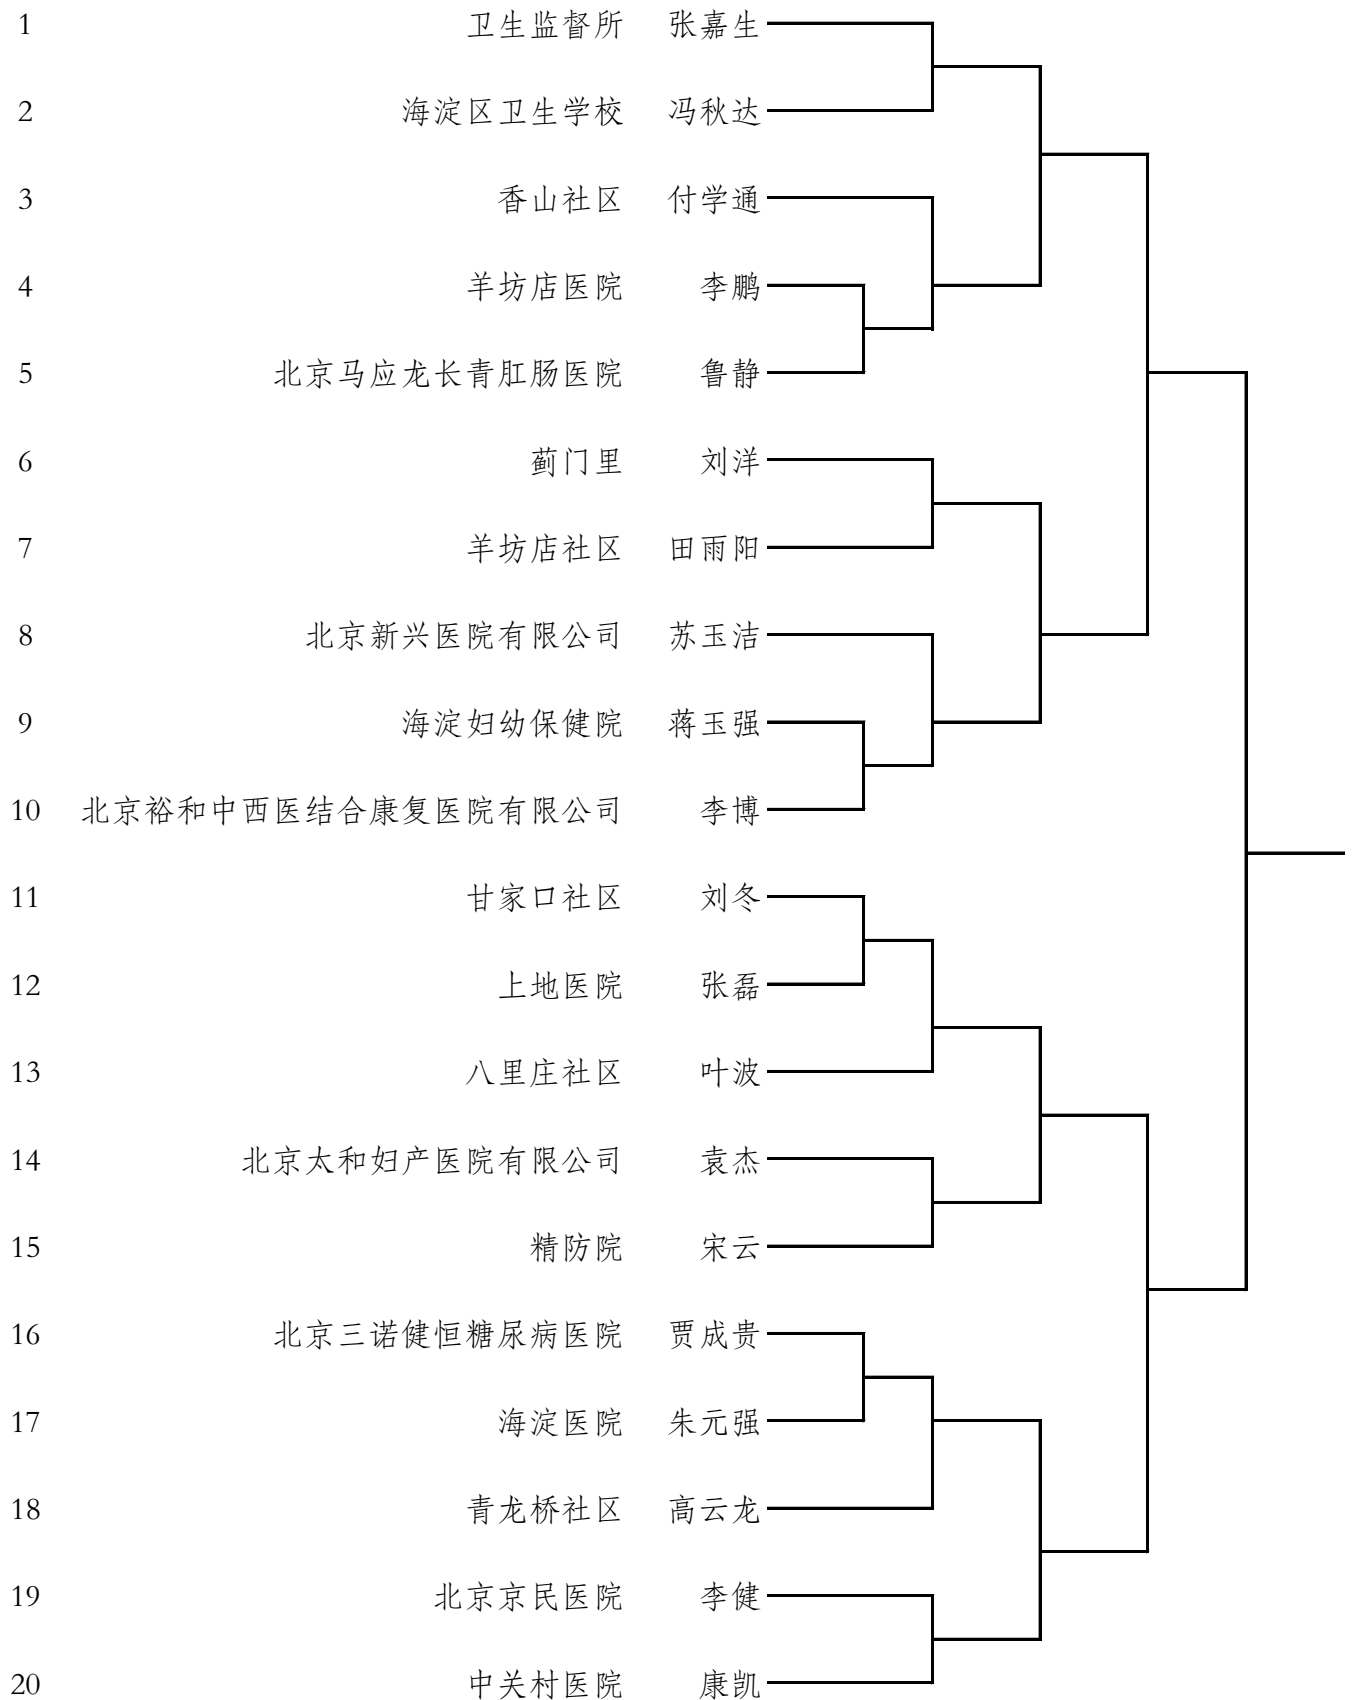 1 卫生监督所 张嘉生
2 海淀区卫生学校 冯秋达
3 香山社区 付学通
4 羊坊店医院 李鹏
5 北京马应龙长青肛肠医院 鲁静
6 蓟门里 刘洋
7 羊坊店社区 田雨阳
8 北京新兴医院有限公司 苏玉洁
9 海淀妇幼保健院 蒋玉强
10 北京裕和中西医结合康复医院有限公司 李博
11 甘家口社区 刘冬
12 上地医院 张磊
13 八里庄社区 叶波
14 北京太和妇产医院有限公司 袁杰
15 精防院 宋云
16 北京三诺健恒糖尿病医院 贾成贵
17 海淀医院 朱元强
18 青龙桥社区 高云龙
19 北京京民医院 李健
20 中关村医院 康凯